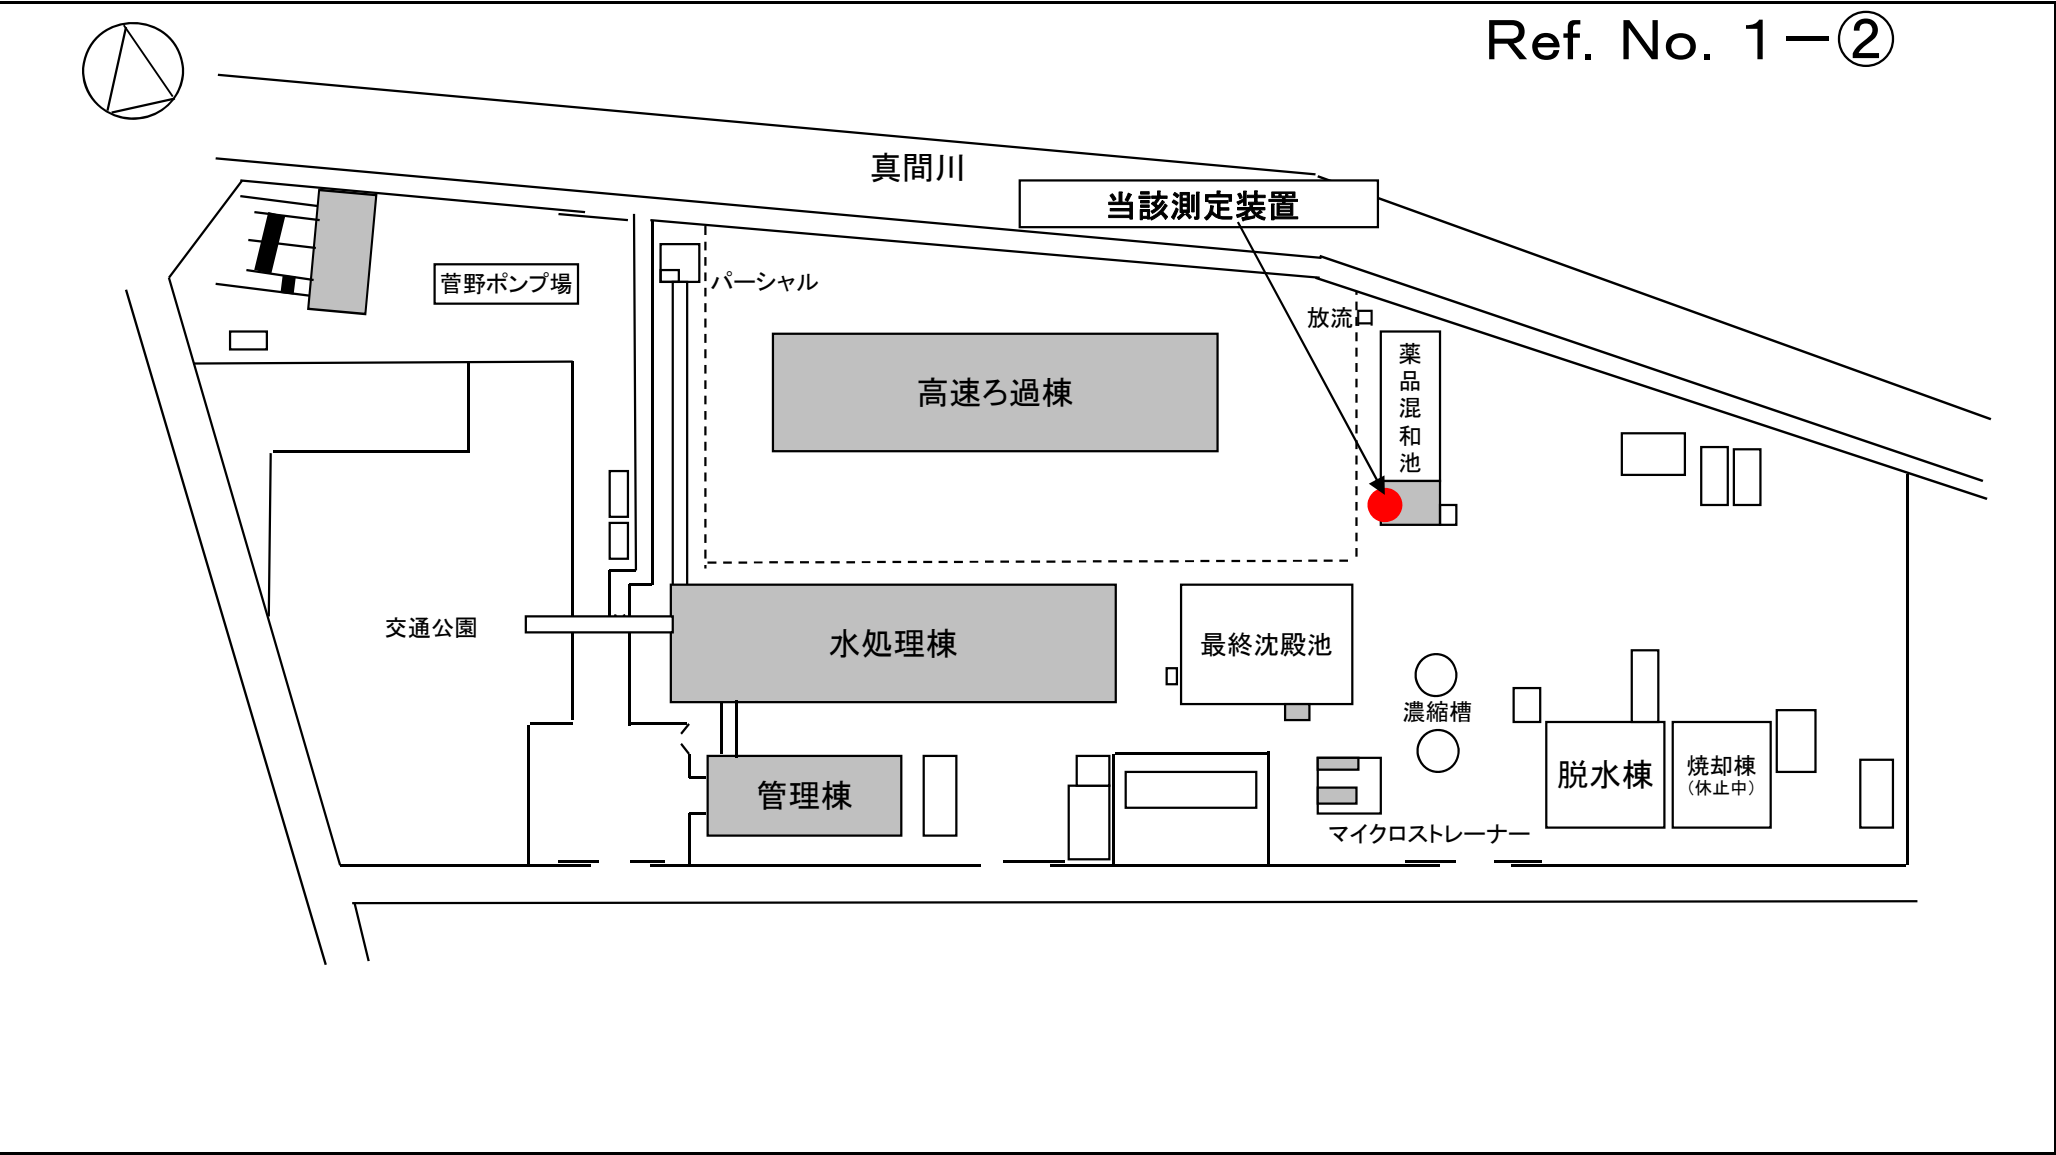 Ref. No. 1-②
真間川
当該測定装置
菅野ポンプ場
パーシャル
放流口
高速ろ過棟
薬品混和池
交通公園
水処理棟
最終沈殿池
濃縮槽
管理棟
脱水棟
焼却棟
（休止中）
マイクロストレーナー